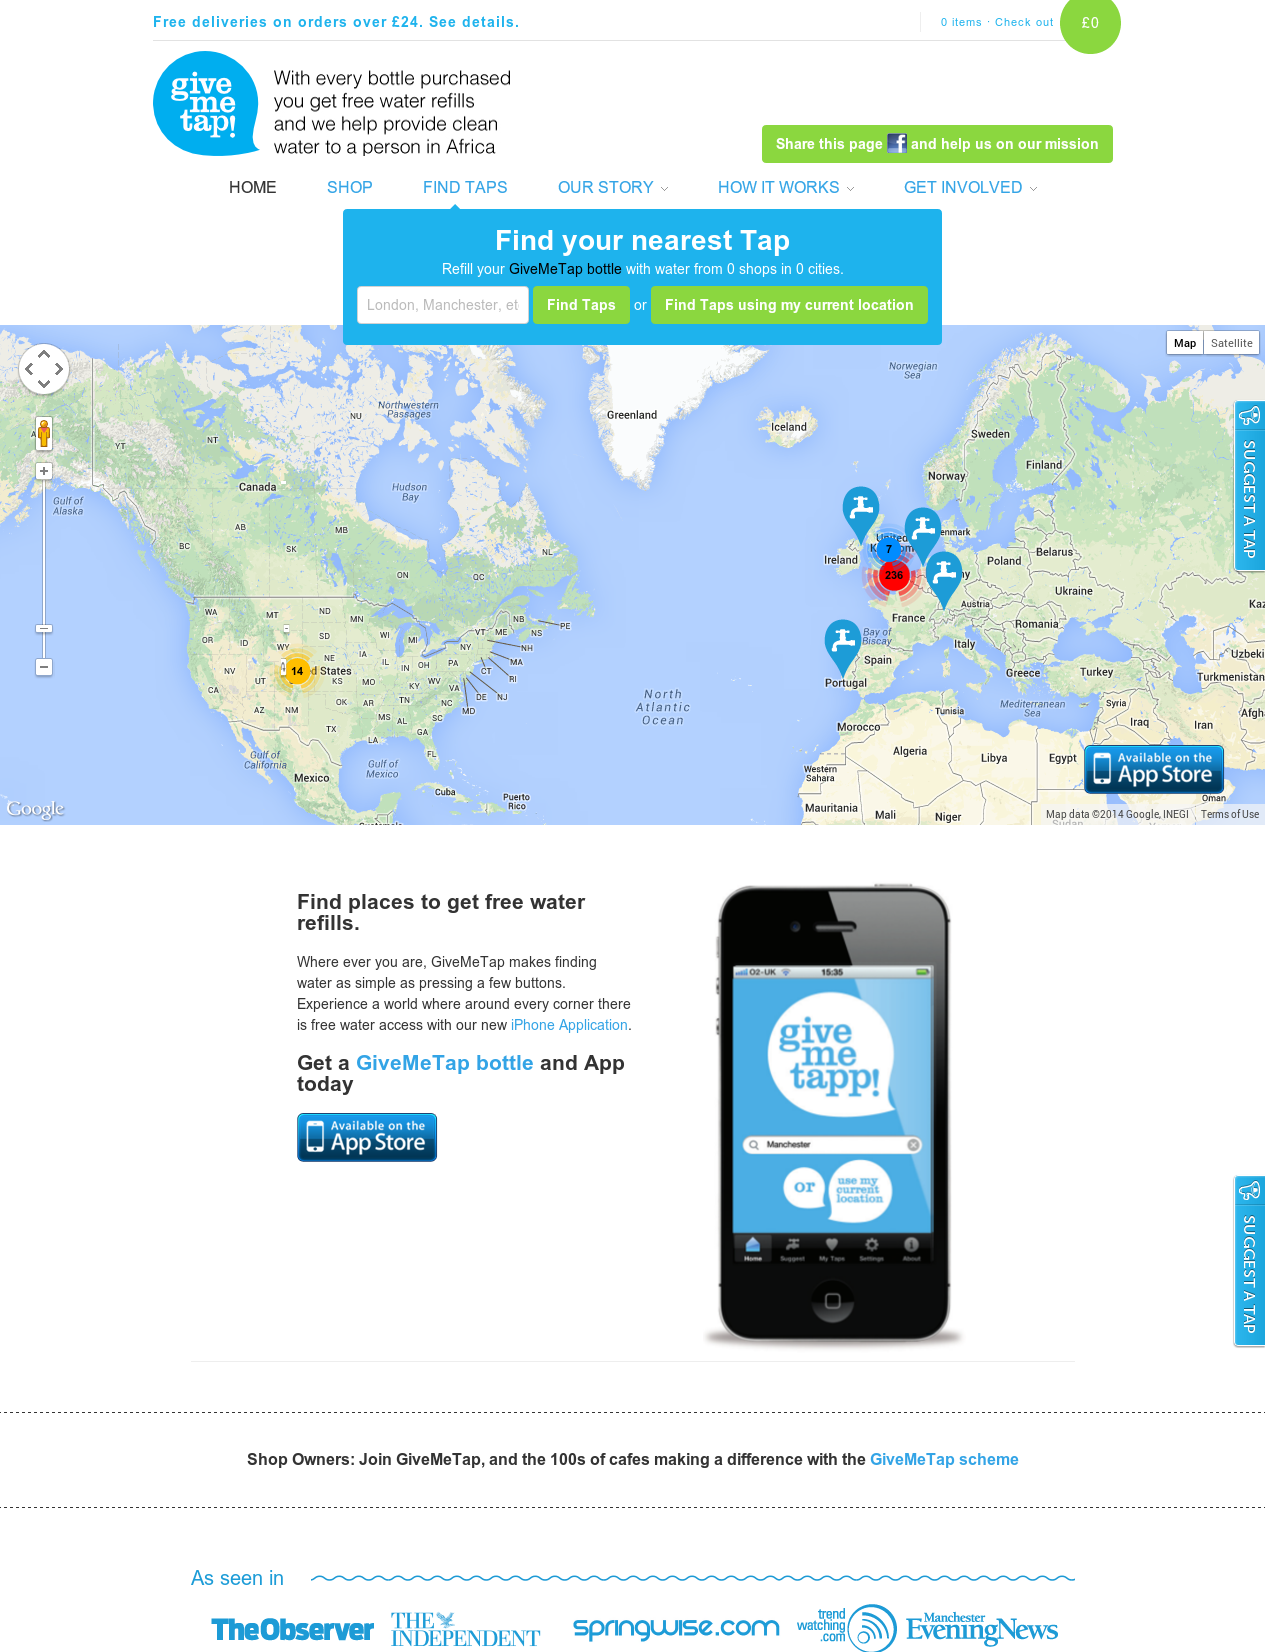 Free deliveries on orders over £24. See details.
0 items · Check out
£0
give
me
tap!
With every bottle purchased
you get free water refills
and we help provide clean
water to a person in Africa
Share this page and help us on our mission
HOME SHOP FIND TAPS OUR STORY HOW IT WORKS GET INVOLVED
Find your nearest Tap
Refill your GiveMeTap bottle with water from 0 shops in 0 cities.
London, Manchester, et
Find Taps or Find Taps using my current location
Map Satellite
Norwegian
Sea
Northwestern
Passages
NU
Greenland
Iceland
NT
YT
Sweden
Finland
Norway
Canada
Hudson
Bay
Gulf of
Alaska
AB
MB
BC
SK
NL
ON
QC
Ireland
7
236
Belarus
Poland
Ukraine
Austria
France
Romania
Bay of
Biscay
Italy
Spain
Portugal
Greece
Turkey
Uzbeki
Turkmenistan
Mediterranean
Sea
Syria
Tunisia
Iraq
Iran
Morocco
Algeria
Libya
Egypt
Western
Sahara
Mauritania
Mali
Niger
Oman
WA
MT
ND
MN
OR
ID
SD
WI
MI
VT
ME
NB
NS
PE
NH
MA
RI
CT
NJ
DE
MD
WY
NE
IA
IL
IN
OH
PA
NY
NV
UT
14
KS
MO
KY
WV
VA
CA
AZ
NM
OK
AR
TN
NC
MS
AL
SC
TX
LA
GA
FL
North
Atlantic
Ocean
Gulf of
California
Mexico
Gulf of
Mexico
Cuba
Puerto
Rico
SUGGEST A TAP
Available on the
App Store
Google
Map data ©2014 Google, INEGI Terms of Use
Find places to get free water
refills.
Where ever you are, GiveMeTap makes finding
water as simple as pressing a few buttons.
Experience a world where around every corner there
is free water access with our new iPhone Application.
Get a GiveMeTap bottle and App
today
Available on the
App Store
O2-UK 15:35
give
me
tapp!
Manchester
or
use my
current
location
Home Suggest My Taps Settings About
SUGGEST A TAP
Shop Owners: Join GiveMeTap, and the 100s of cafes making a difference with the GiveMeTap scheme
As seen in
TheObserver
THE
INDEPENDENT
springwise.com
trend
watching
.com
Manchester
EveningNews